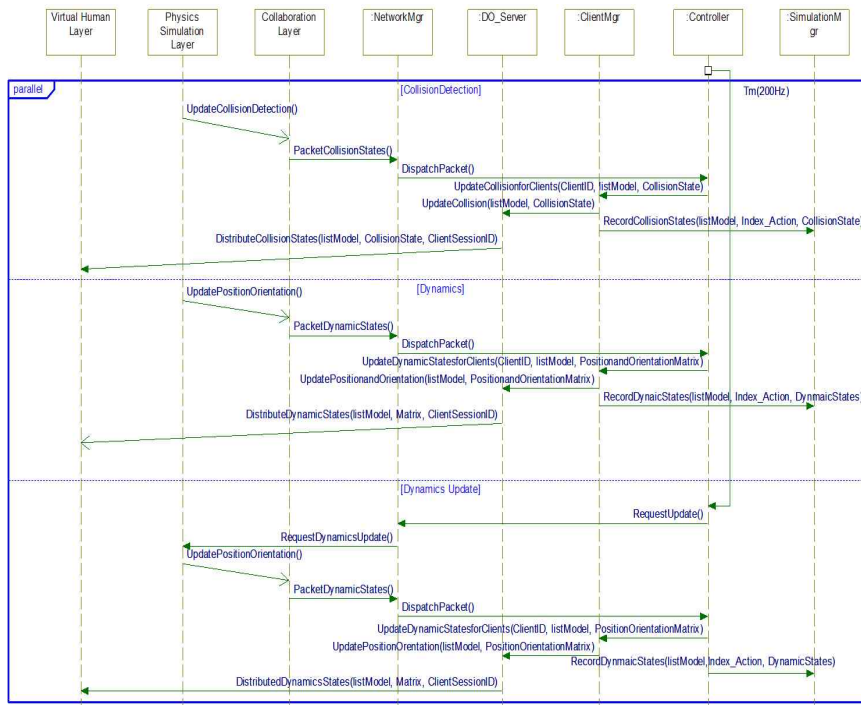 Virtual Human
Layer
Physics
Simulation
Layer
Collaboration
Layer
:NetworkMgr
:DO_Server
:ClientMgr
:Controller
:SimulationM
gr
parallel
[CollisionDetection]
Tm(200Hz)
UpdateCollisionDetection()
PacketCollisionStates()
DispatchPacket()
UpdateCollisionforClients(ClientID, listModel, CollisionState)
UpdateCollision(listModel, CollisionState)
RecordCollisionStates(listModel, Index_Action, CollisionState)
DistributeCollisionStates(listModel, CollisionState, ClientSessionID)
[Dynamics]
UpdatePositionOrientation()
PacketDynamicStates()
DispatchPacket()
UpdateDynamicStatesforClients(ClientID, listModel, PositionandOrientationMatrix)
UpdatePositionandOrientation(listModel, PositionandOrientationMatrix)
RecordDynaicStates(listModel, Index_Action, DynmaicStates)
DistributeDynamicStates(listModel, Matrix, ClientSessionID)
[Dynamics Update]
RequestUpdate()
RequestDynamicsUpdate()
UpdatePositionOrientation()
PacketDynamicStates()
DispatchPacket()
UpdateDynamicStatesforClients(ClientID, listModel, PositionOrientationMatrix)
UpdatePositionOrentation(listModel, PositionOrientationMatrix)
RecordDynmaicStates(listModel,Index_Action, DynamicStates)
DistributedDynamicsStates(listModel, Matrix, ClientSessionID)